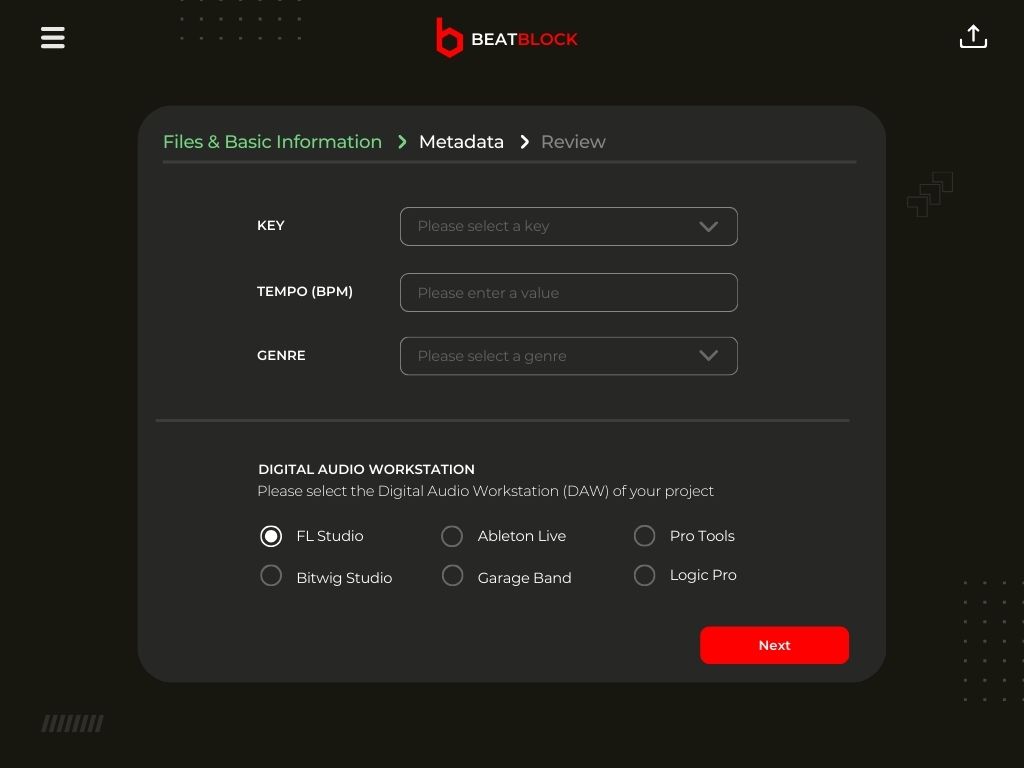 BEATBLOCK
Files & Basic Information Metadata Review
KEY Please select a key
TEMPO (BPM) Please enter a value
GENRE Please select a genre
DIGITAL AUDIO WORKSTATION
Please select the Digital Audio Workstation (DAW) of your project
FL Studio Ableton Live Pro Tools
Bitwig Studio Garage Band Logic Pro
Next